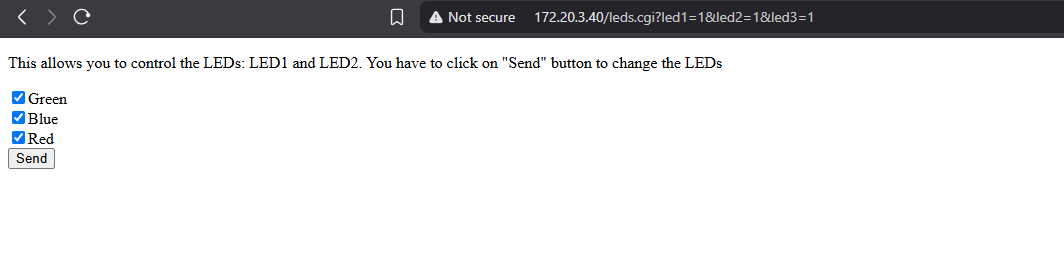 Not secure 172.20.3.40/leds.cgi?led1=1&led2=1&led3=1
This allows you to control the LEDs: LED1 and LED2. You have to click on "Send" button to change the LEDs
Green
Blue
Red
Send